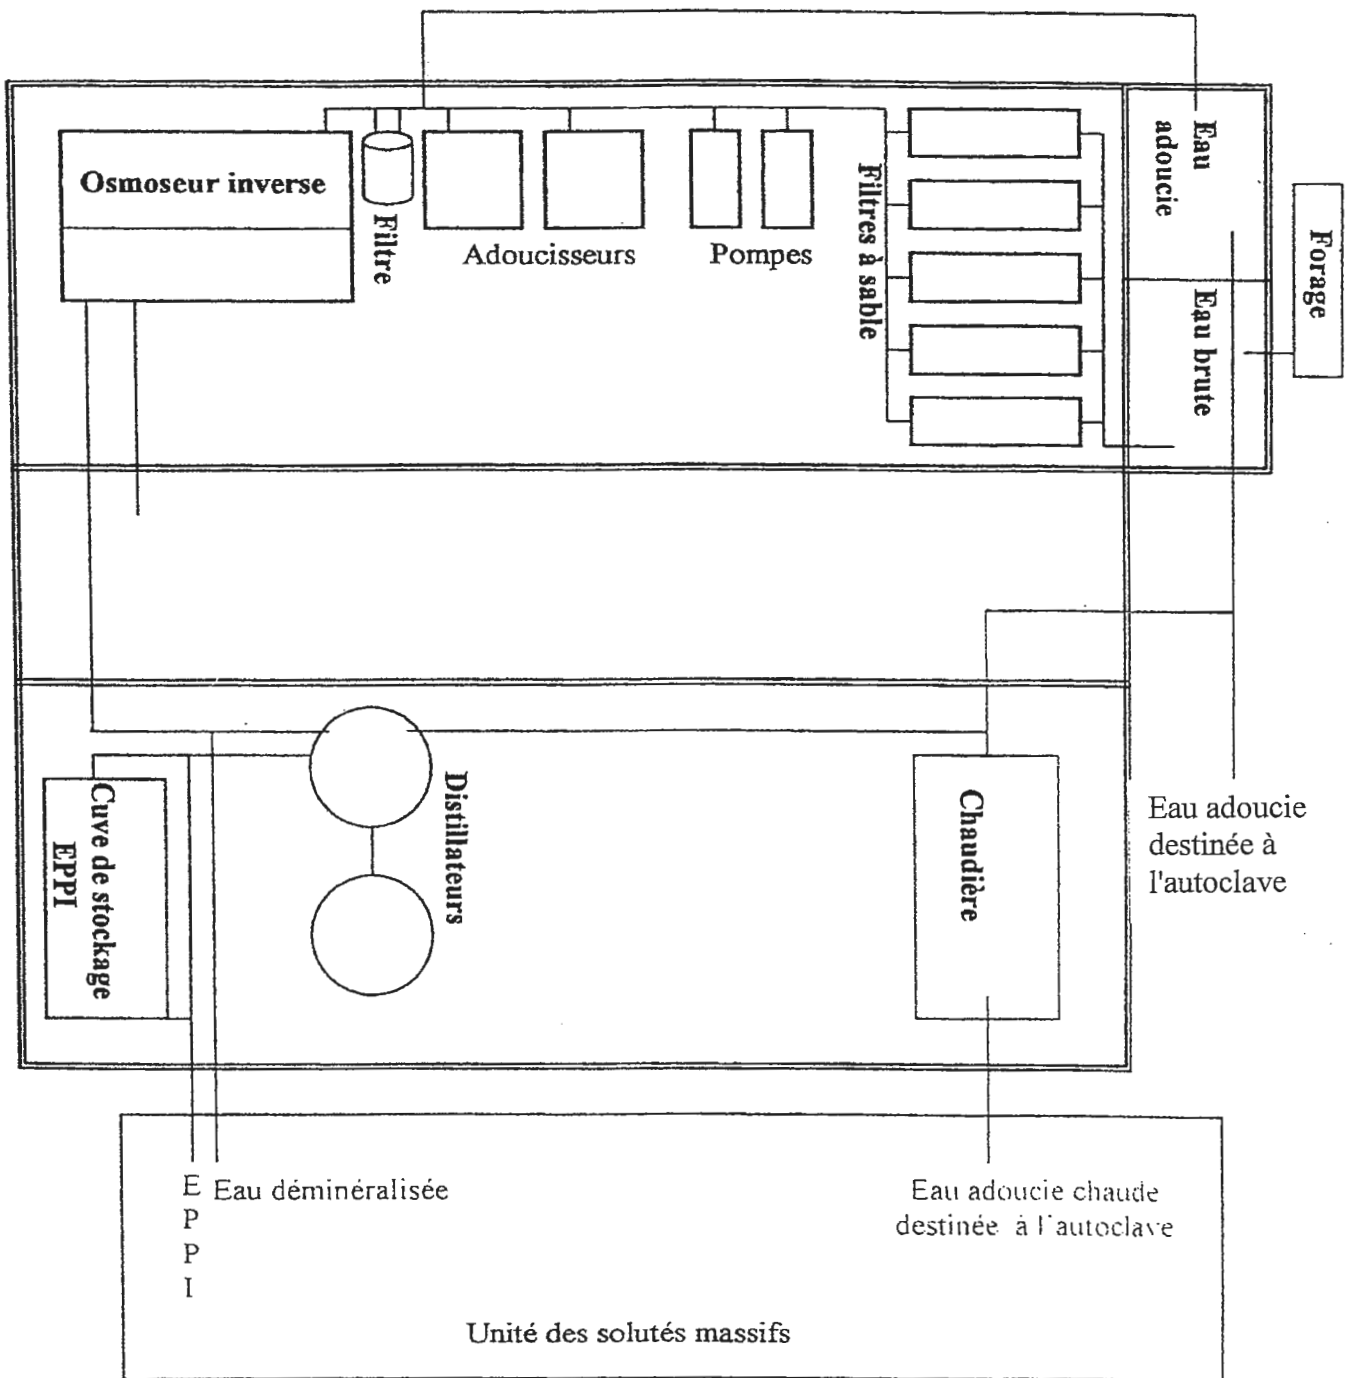 Osmoseur inverse
Filtre
Adoucisseurs
Pompes
Filtres à sable
Eau
adoucie
Eau brute
Forage
Cuve de stockage
EPPI
Distillateurs
Chaudière
Eau adoucie
destinée à
l'autoclave
E
P
P
I
Eau déminéralisée
Eau adoucie chaude
destinée à l'autoclave
Unité des solutés massifs